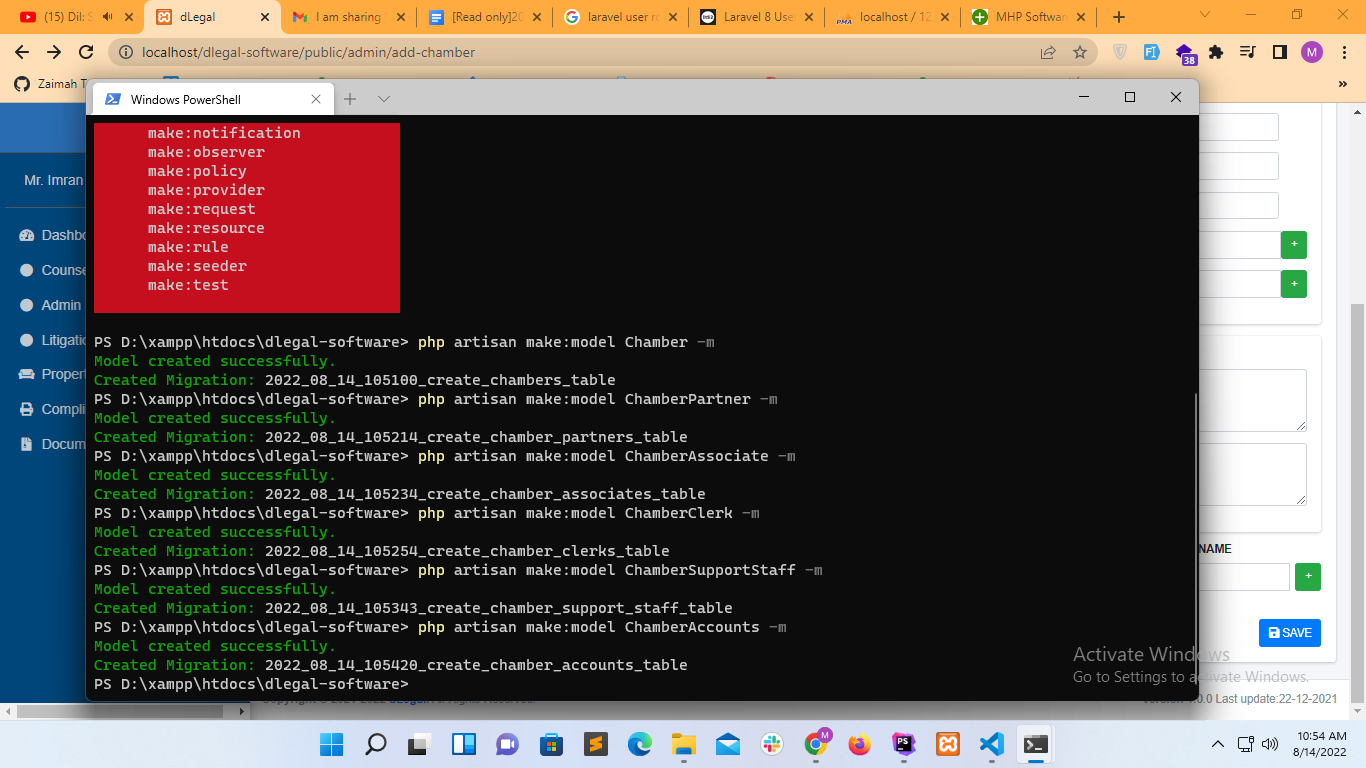 (15) Dil: S
dLegal
I am sharing
[Read only]20
laravel user ro
Laravel 8 User
localhost / 12
MHP Softwar
localhost/dlegal-software/public/admin/add-chamber
38
M
Zaimah T
Windows PowerShell
make:notification
make:observer
make:policy
make:provider
make:request
make:resource
make:rule
make:seeder
make:test
PS D:\xampp\htdocs\dlegal-software> php artisan make:model Chamber -m
Model created successfully.
Created Migration: 2022_08_14_105100_create_chambers_table
PS D:\xampp\htdocs\dlegal-software> php artisan make:model ChamberPartner -m
Model created successfully.
Created Migration: 2022_08_14_105214_create_chamber_partners_table
PS D:\xampp\htdocs\dlegal-software> php artisan make:model ChamberAssociate -m
Model created successfully.
Created Migration: 2022_08_14_105234_create_chamber_associates_table
PS D:\xampp\htdocs\dlegal-software> php artisan make:model ChamberClerk -m
Model created successfully.
Created Migration: 2022_08_14_105254_create_chamber_clerks_table
PS D:\xampp\htdocs\dlegal-software> php artisan make:model ChamberSupportStaff -m
Model created successfully.
Created Migration: 2022_08_14_105343_create_chamber_support_staff_table
PS D:\xampp\htdocs\dlegal-software> php artisan make:model ChamberAccounts -m
Model created successfully.
Created Migration: 2022_08_14_105420_create_chamber_accounts_table
PS D:\xampp\htdocs\dlegal-software>
Mr. Imran
Dashbo
Counse
Admin
Litigatio
Propert
Compli
Docum
NAME
SAVE
Activate Windows
Go to Settings to activate Windows.
0.0 Last update:22-12-2021
10:54 AM
8/14/2022